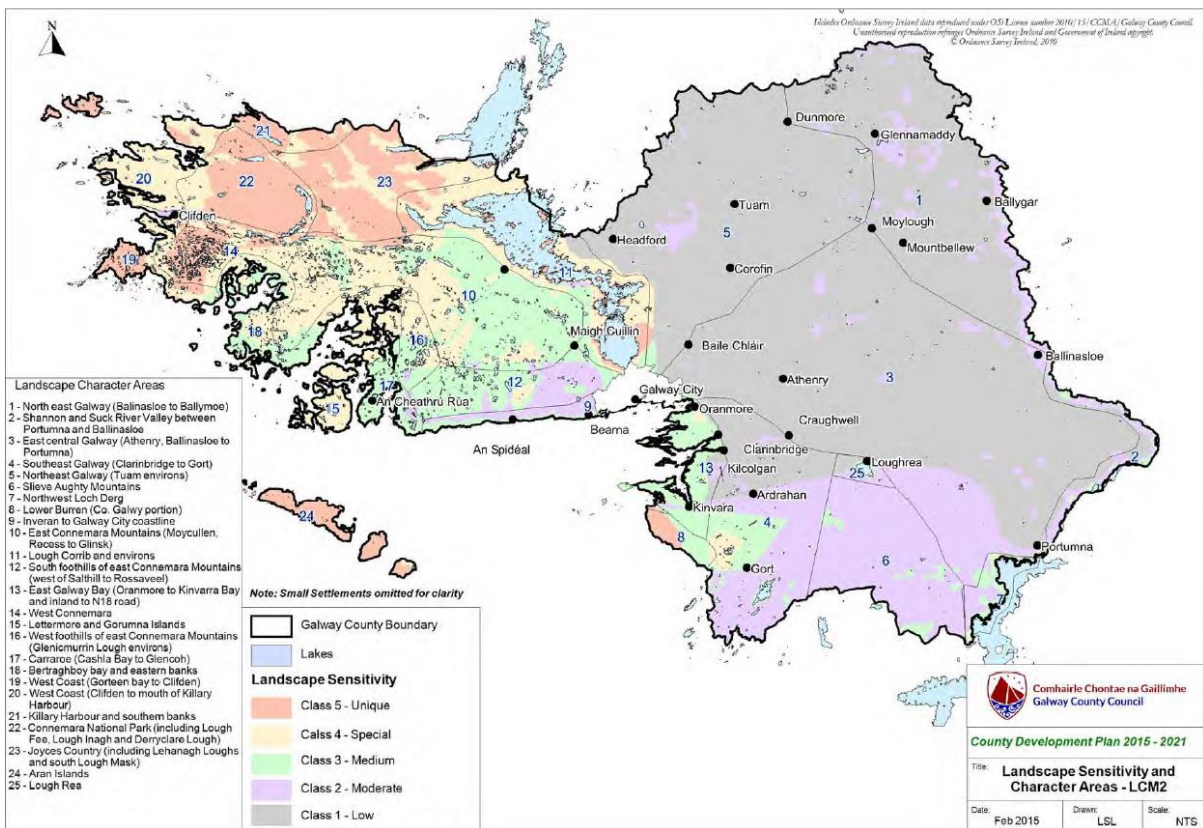 Includes Ordnance Survey Ireland data reproduced under OSi License number 2010/15/CCMA/Galway County Council.
Unauthorised reproduction infringes Ordnance Survey Ireland and Government of Ireland copyright.
© Ordnance Survey Ireland, 2010
N
21
20
22
23
Clifden
19
14
18
10
11
16
Maigh Cuillin
12
17
An Cheathrú Rua
15
9
Bearna
An Spidéal
24
Dunmore
Glennamaddy
1
Ballygar
Tuam
5
Moylough
Mountbellew
Headford
Corofin
Baile Chláir
Ballinasloe
Athenry
3
Galway City
Oranmore
Craughwell
Clarinbridge
2
13
Kilcolgan
25
Loughrea
Ardrahan
Kinvara
4
8
Portumna
6
Gort
7
Landscape Character Areas
1 - North east Galway (Balinasloe to Ballymoe)
2 - Shannon and Suck River Valley between
Portumna and Ballinasloe
3 - East central Galway (Athenry, Ballinasloe to
Portumna)
4 - Southeast Galway (Clarinbridge to Gort)
5 - Northeast Galway (Tuam environs)
6 - Slieve Aughty Mountains
7 - Northwest Loch Derg
8 - Lower Burren (Co. Galwy portion)
9 - Inveran to Galway City coastline
10 - East Connemara Mountains (Moycullen,
Recess to Glinsk)
11 - Lough Corrib and environs
12 - South foothills of east Connemara Mountains
(west of Salthill to Rossaveel)
13 - East Galway Bay (Oranmore to Kinvarra Bay
and inland to N18 road)
14 - West Connemara
15 - Lettermore and Gorumna Islands
16 - West foothills of east Connemara Mountains
(Glenicmurrin Lough environs)
17 - Carraroe (Cashla Bay to Glencoh)
18 - Bertraghboy bay and eastern banks
19 - West Coast (Gorteen bay to Clifden)
20 - West Coast (Clifden to mouth of Killary
Harbour)
21 - Killary Harbour and southern banks
22 - Connemara National Park (including Lough
Fee, Lough Inagh and Derryclare Lough)
23 - Joyces Country (including Lehanagh Loughs
and south Lough Mask)
24 - Aran Islands
25 - Lough Rea
Note: Small Settlements omitted for clarity
Galway County Boundary
Lakes
Landscape Sensitivity
Class 5 - Unique
Calss 4 - Special
Class 3 - Medium
Class 2 - Moderate
Class 1 - Low
Comhairle Chontae na Gaillimhe
Galway County Council
County Development Plan 2015 - 2021
Title:
Landscape Sensitivity and
Character Areas - LCM2
Date:
Feb 2015
Drawn:
LSL
Scale:
NTS